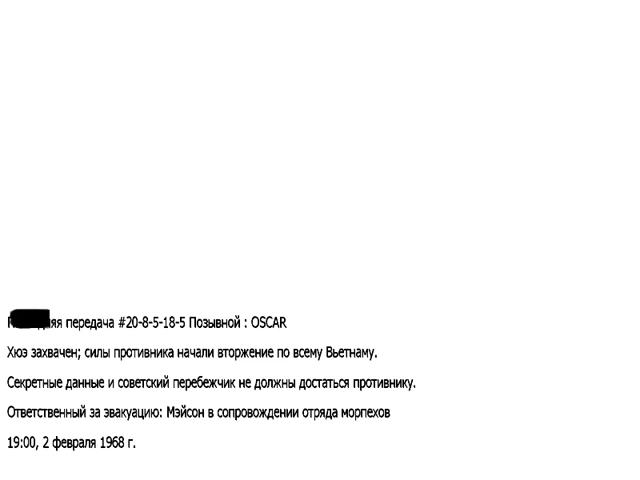 передача #20-8-5-18-5 Позывной : OSCAR
Хюэ захвачен; силы противника начали вторжение по всему Вьетнаму.
Секретные данные и советский перебежчик не должны достаться противнику.
Ответственный за эвакуацию: Мэйсон в сопровождении отряда морпехов
19:00, 2 февраля 1968 г.